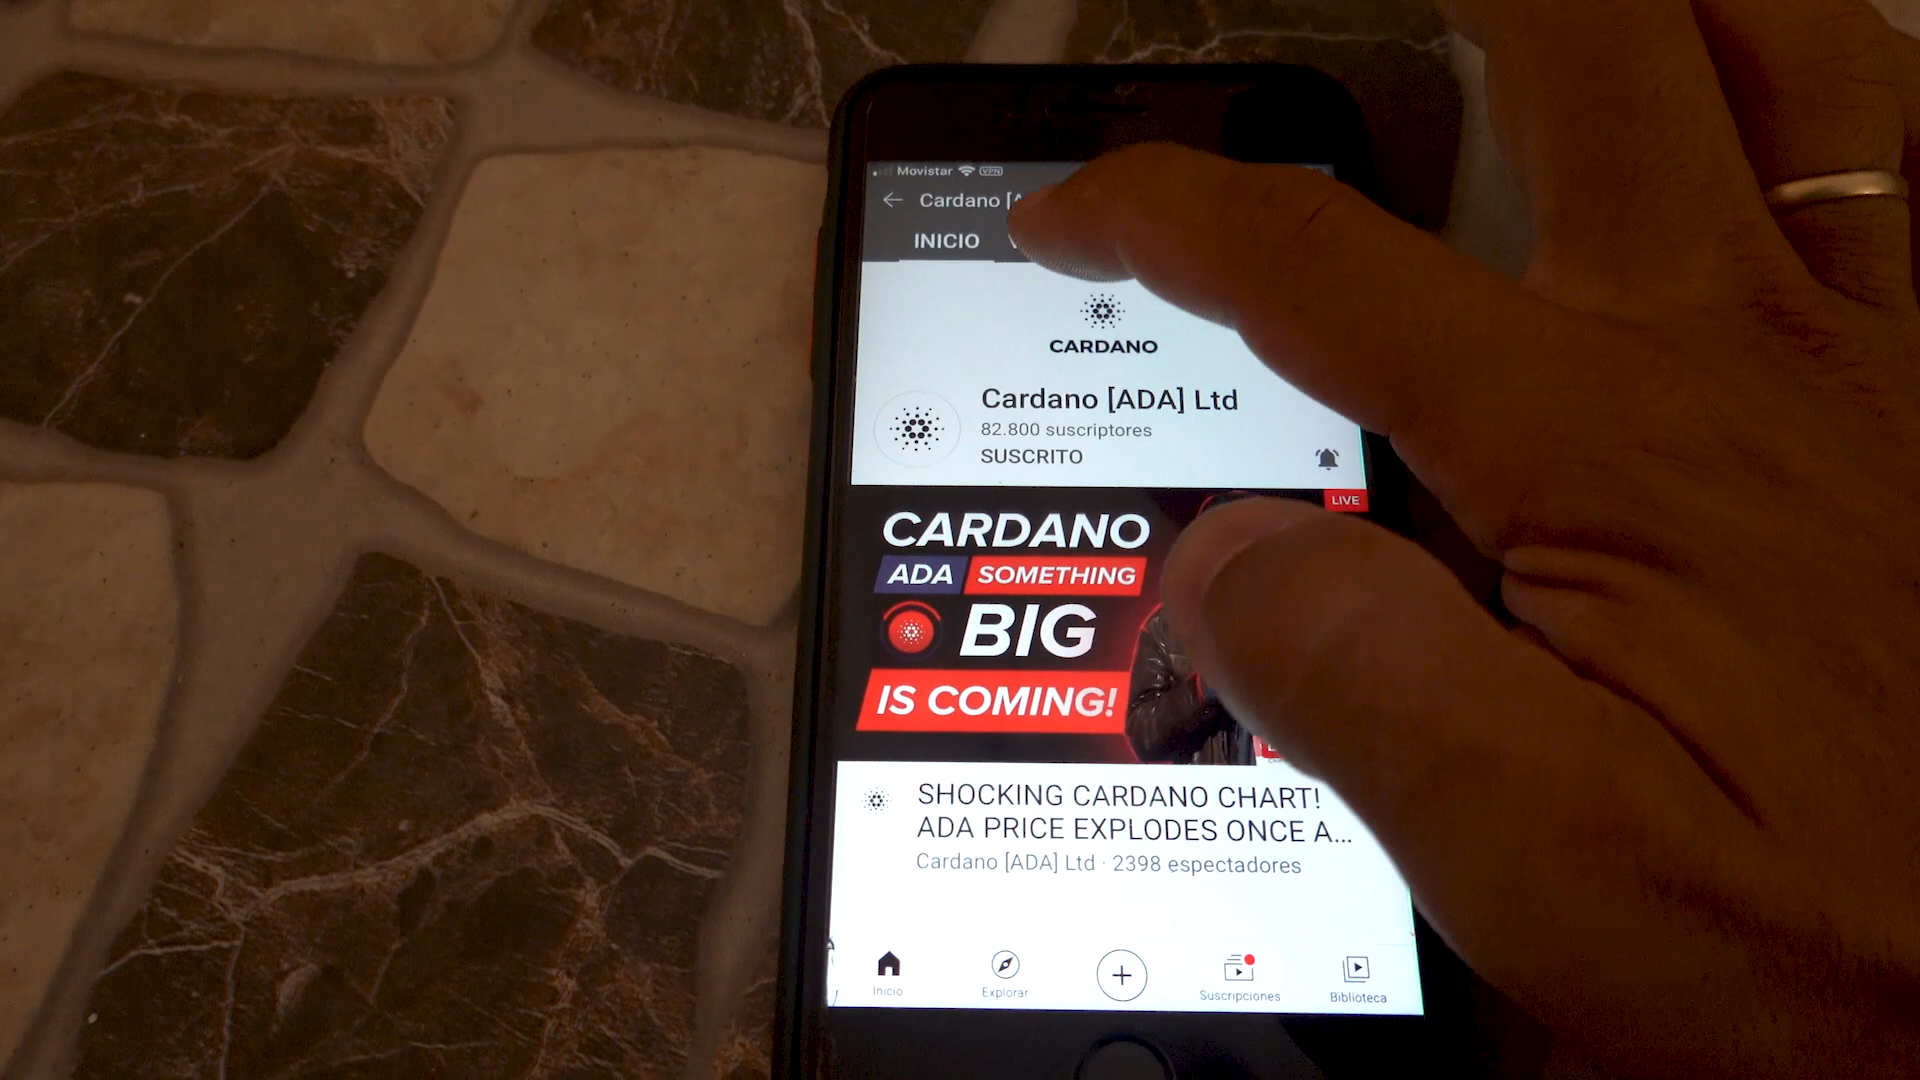 Movistar VPN
Cardano [A
INICIO
CARDANO
Cardano [ADA] Ltd
82.800 suscriptores
SUSCRITO
LIVE
CARDANO
ADA SOMETHING
BIG
IS COMING!
SHOCKING CARDANO CHART!
ADA PRICE EXPLODES ONCE A...
Cardano [ADA] Ltd · 2398 espectadores
Inicio
Explorar
Suscripciones
Biblioteca